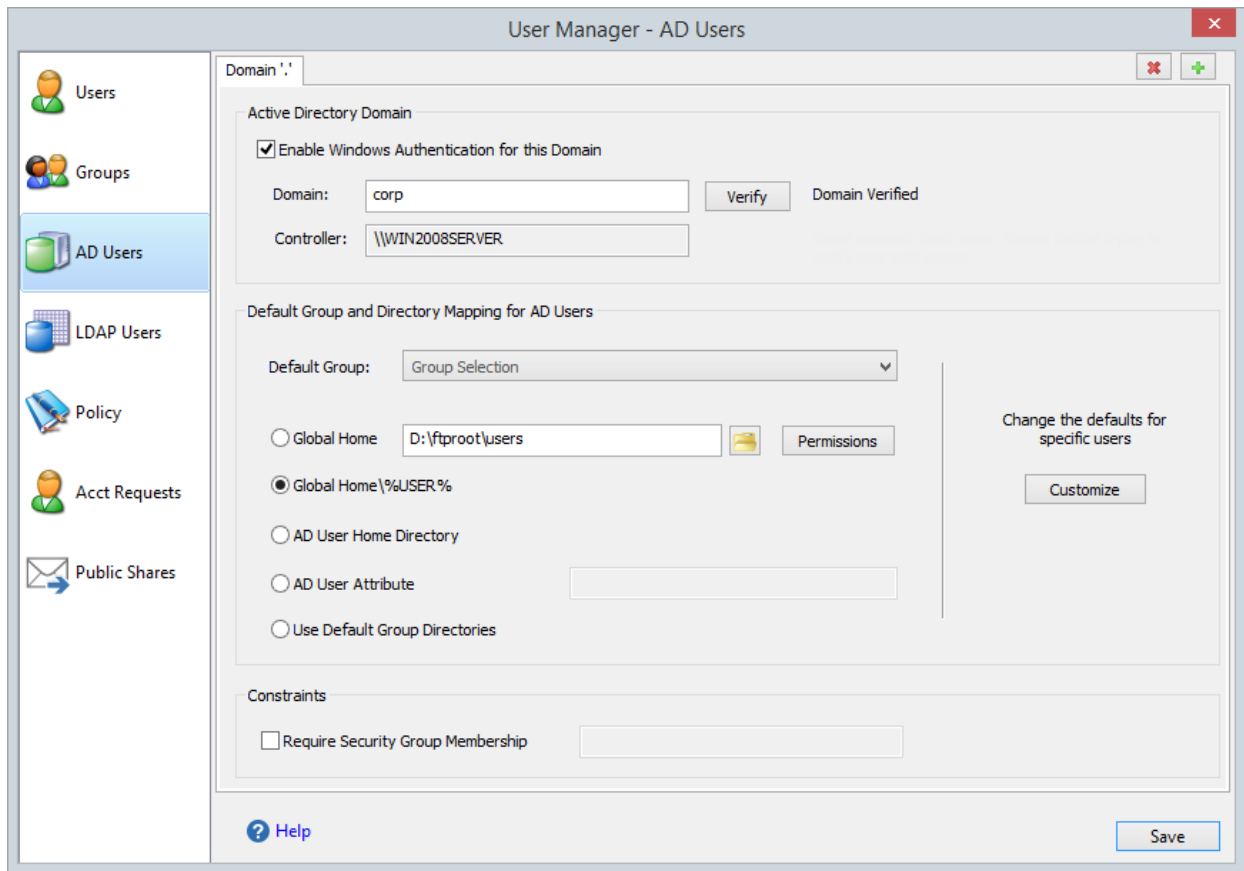 User Manager - AD Users
Users
Groups
AD Users
LDAP Users
Policy
Acct Requests
Public Shares
Domain '.'
Active Directory Domain
Enable Windows Authentication for this Domain
Domain: corp Verify Domain Verified
Controller: \\WIN2008SERVER
Default Group and Directory Mapping for AD Users
Default Group: Group Selection
Global Home D:\ftproot\users Permissions
Global Home\%USER%
AD User Home Directory
AD User Attribute
Use Default Group Directories
Change the defaults for
specific users
Customize
Constraints
Require Security Group Membership
Help
Save